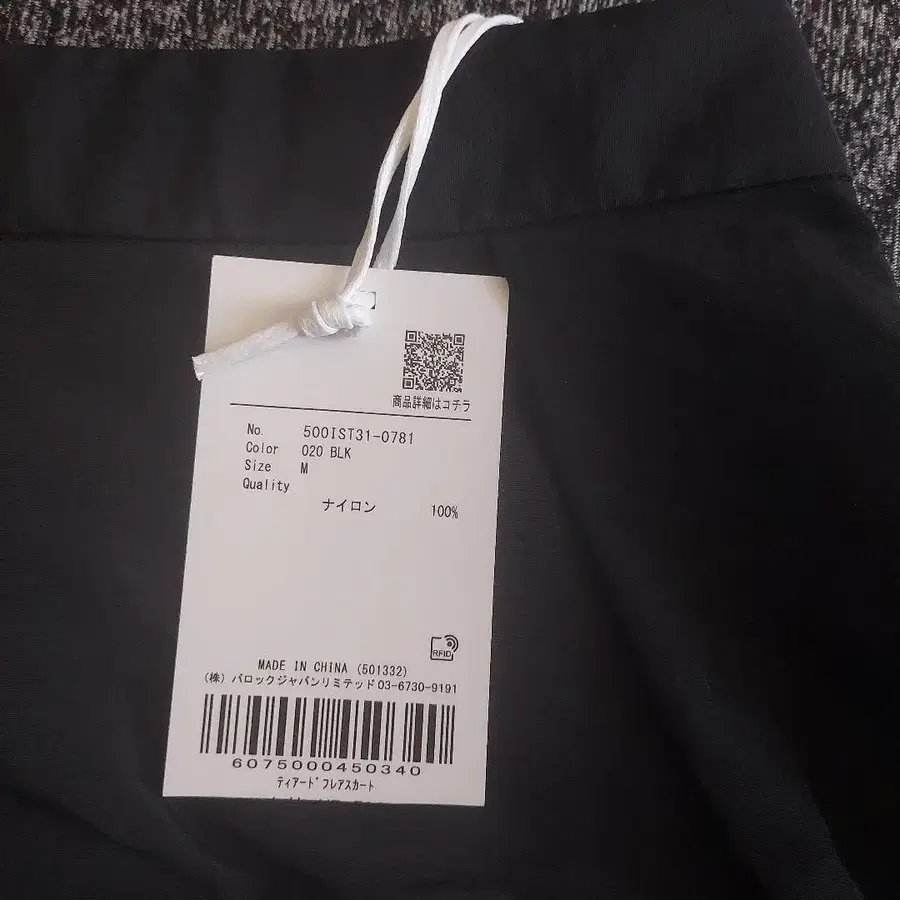 商品詳細はコチラ
No. 500IST31-0781
Color 020 BLK
Size M
Quality
ナイロン 100%
RFID
MADE IN CHINA (501332)
(株) バロックジャパンリミテッド 03-6730-9191
6075000450340
ティアードフレアスカート